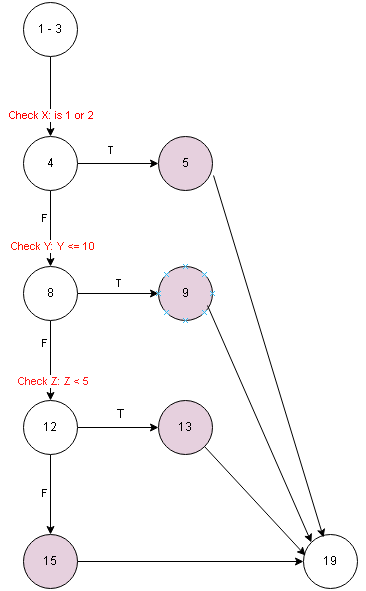 1 - 3
Check X: is 1 or 2
4
T
5
F
Check Y: Y <= 10
8
T
9
F
Check Z: Z < 5
12
T
13
F
15
19